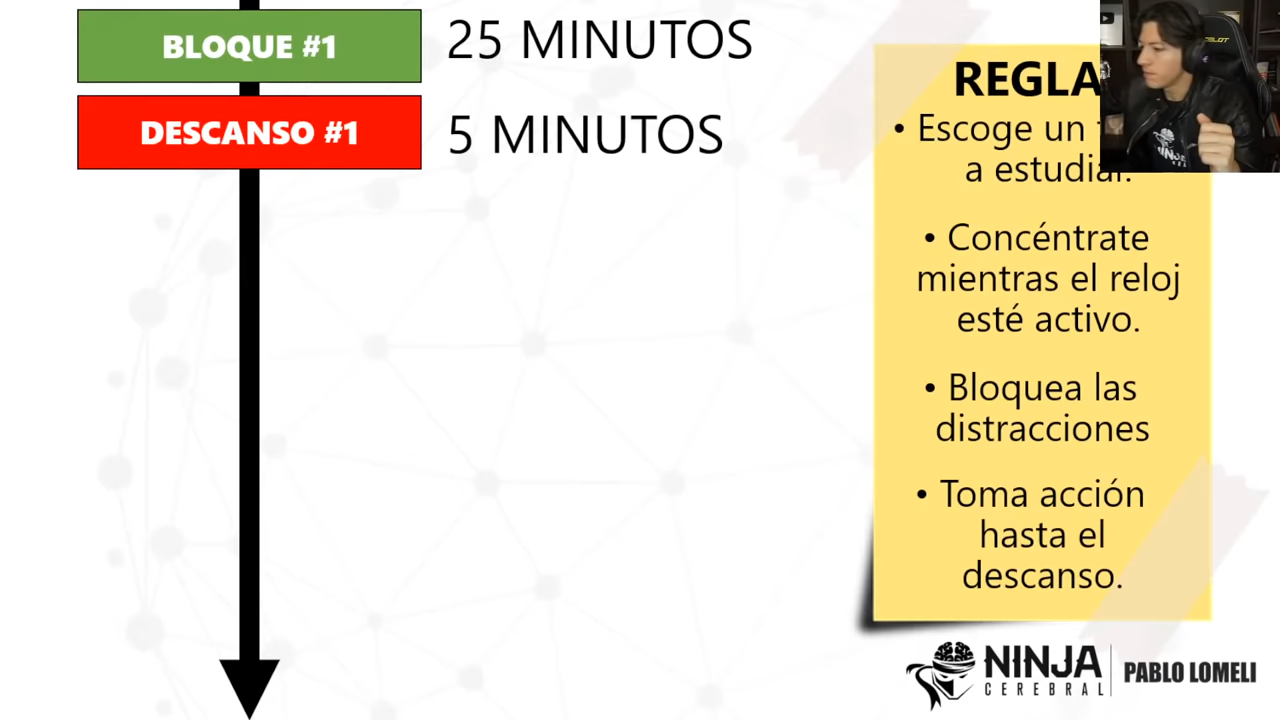 BLOQUE #1
25 MINUTOS
DESCANSO #1
5 MINUTOS
REGLA
• Escoge un
a estudiar.
• Concéntrate
mientras el reloj
esté activo.
• Bloquea las
distracciones
• Toma acción
hasta el
descanso.
NINJA
CEREBRAL
PABLO LOMELI
NINJA